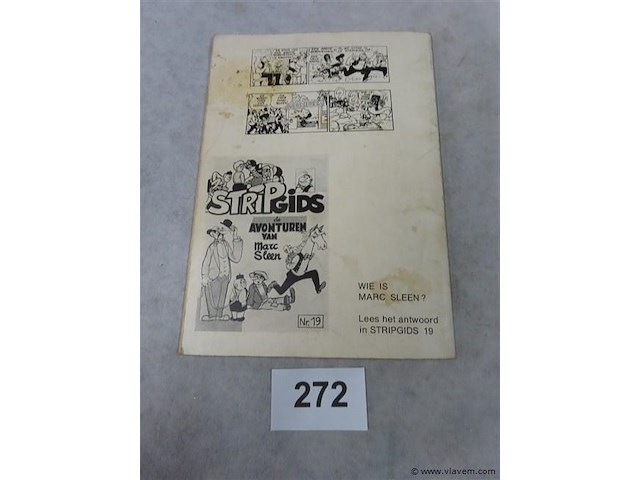 STRIPGIDS
de
AVONTUREN
VAN
Marc
Sleen
Nr. 19
WIE IS
MARC SLEEN?
Lees het antwoord
in STRIPGIDS 19
272
© www.vlavem.com